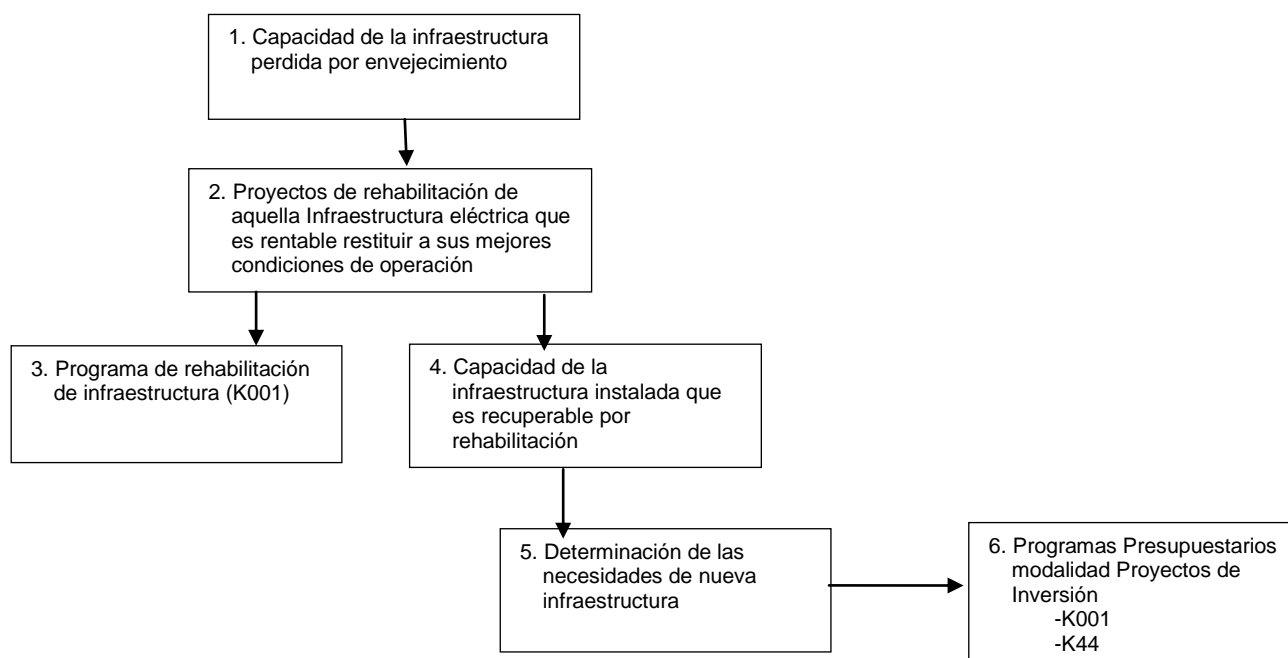 1. Capacidad de la infraestructura
perdida por envejecimiento
2. Proyectos de rehabilitación de
aquella Infraestructura eléctrica que
es rentable restituir a sus mejores
condiciones de operación
3. Programa de rehabilitación
de infraestructura (K001)
4. Capacidad de la
infraestructura instalada que
es recuperable por
rehabilitación
5. Determinación de las
necesidades de nueva
infraestructura
6. Programas Presupuestarios
modalidad Proyectos de
Inversión
-K001
-K44